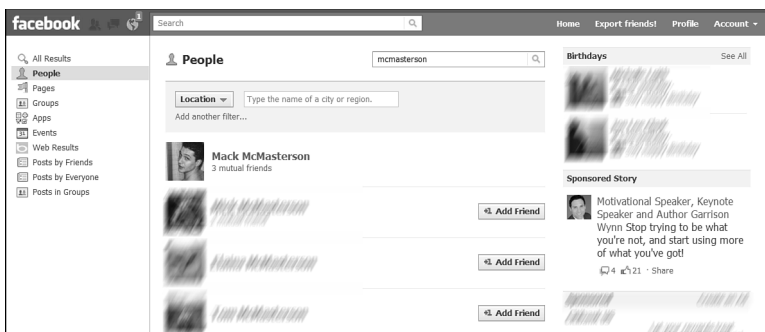 facebook
1
Search
Home Export friends! Profile Account
All Results
People
Pages
Groups
Apps
Events
Web Results
Posts by Friends
Posts by Everyone
Posts in Groups
People
mcmasterson
Location
Type the name of a city or region.
Add another filter...
Mack McMasterson
3 mutual friends
Add Friend
Add Friend
Add Friend
Birthdays See All
Sponsored Story
Motivational Speaker, Keynote
Speaker and Author Garrison
Wynn Stop trying to be what
you're not, and start using more
of what you've got!
4 21 · Share